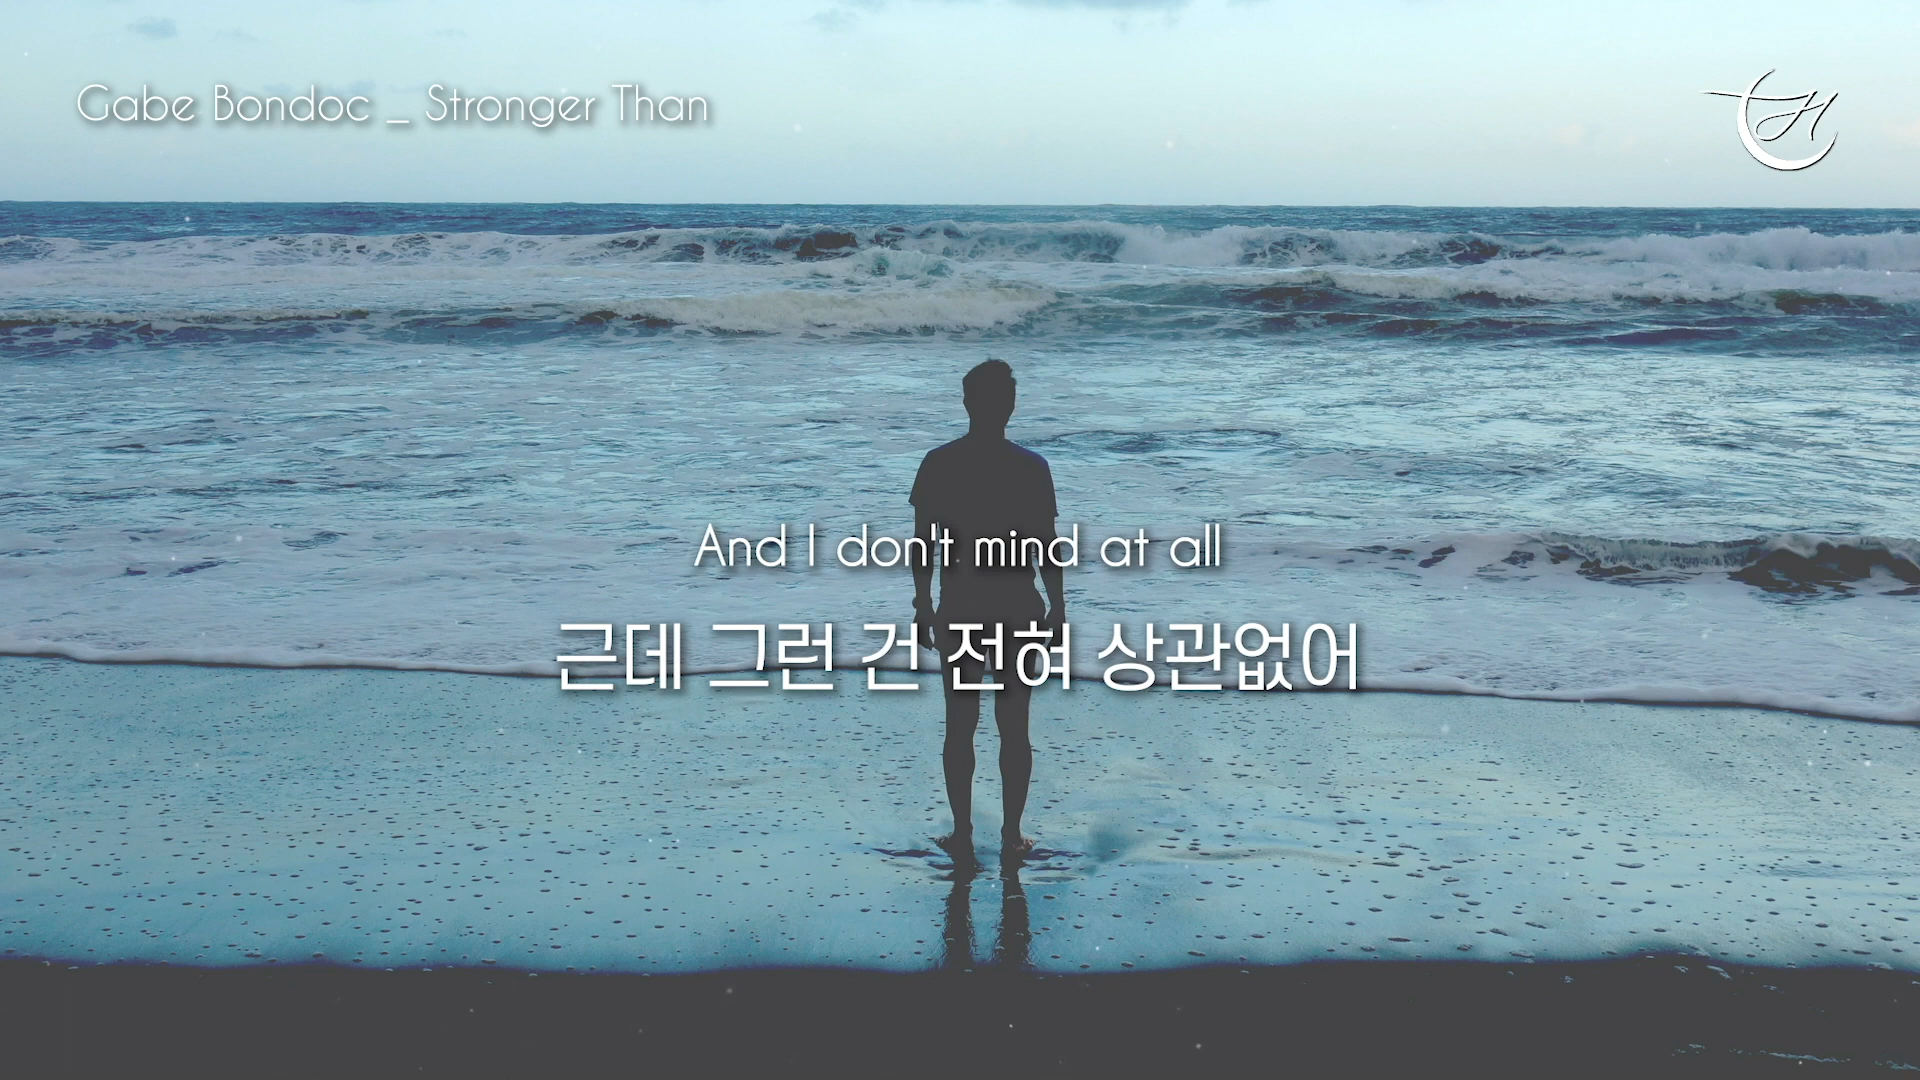 Gabe Bondoc _ Stronger Than
And I don't mind at all
근데 그런 건 전혀 상관없어